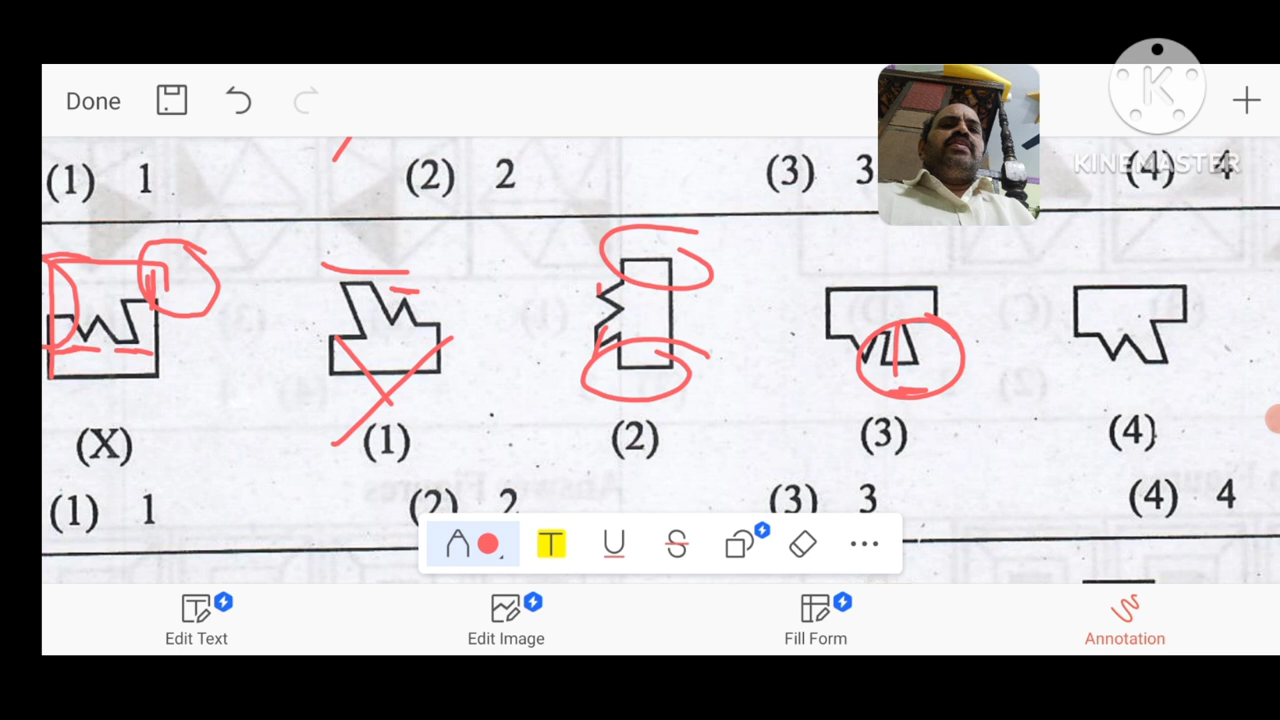 Done
KINEMASTER
(1) 1 (2) 2 (3) 3 (4) 4
(X) (1) (2) (3) (4)
(1) 1 (2) 2 (3) 3 (4) 4
T U S
Edit Text Edit Image Fill Form Annotation